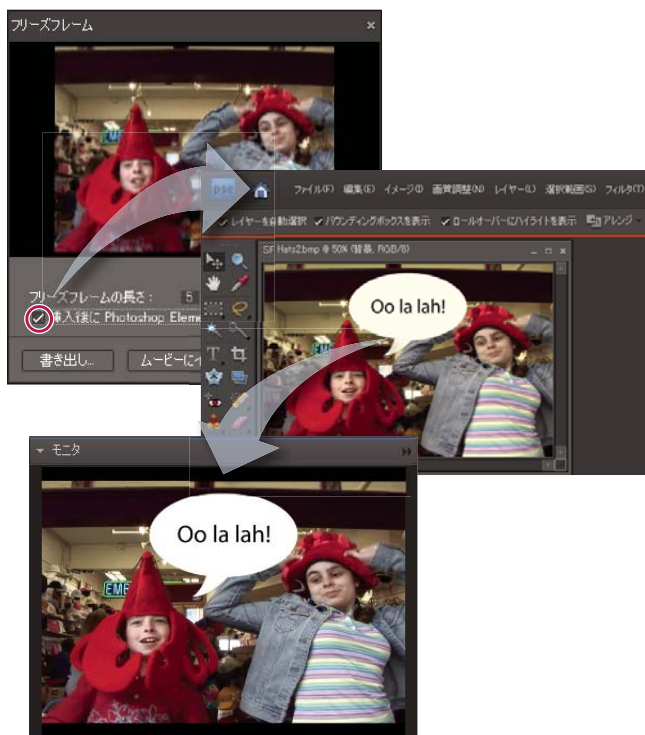 フリーズフレーム
フリーズフレームの長さ： 5
挿入後に Photoshop Eleme
書き出し...
ムービーにイ
pse
ファイル(F) 編集(E) イメージ(I) 画質調整(N) レイヤー(L) 選択範囲(S) フィルタ(T)
レイヤーを自動選択 バウンディングボックスを表示 ロールオーバーにハイライトを表示 アレンジ
SF Hats2.bmp @ 50% (背景, RGB/8)
Oo la lah!
モニタ
Oo la lah!
EMB